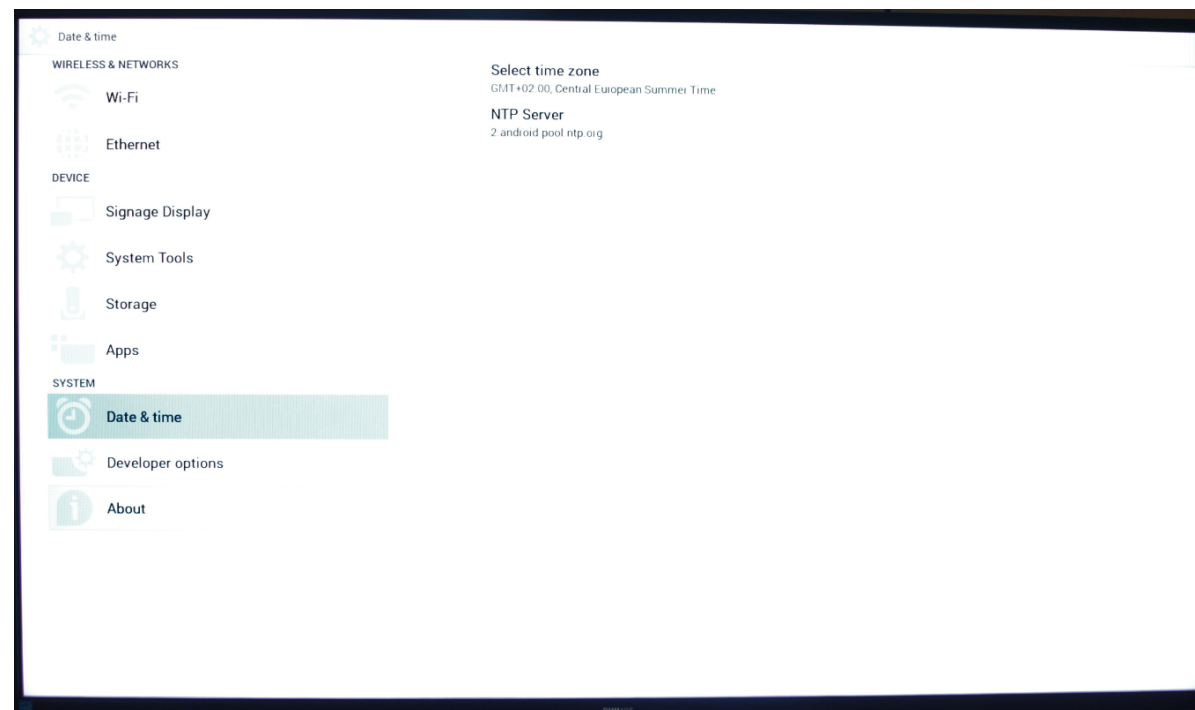 Date & time
WIRELESS & NETWORKS
Wi-Fi
Ethernet
DEVICE
Signage Display
System Tools
Storage
Apps
SYSTEM
Date & time
Developer options
About
Select time zone
GMT+02:00, Central European Summer Time
NTP Server
2.android.pool.ntp.org